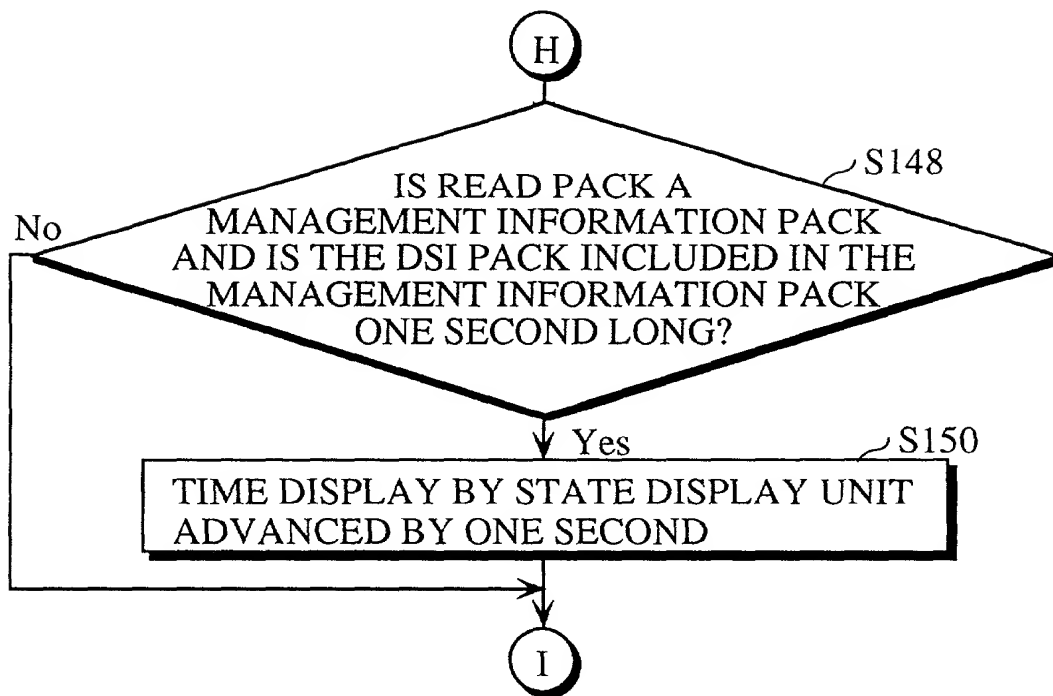 H
S148
IS READ PACK A
MANAGEMENT INFORMATION PACK
AND IS THE DSI PACK INCLUDED IN THE
MANAGEMENT INFORMATION PACK
ONE SECOND LONG?
No
Yes
S150
TIME DISPLAY BY STATE DISPLAY UNIT
ADVANCED BY ONE SECOND
I